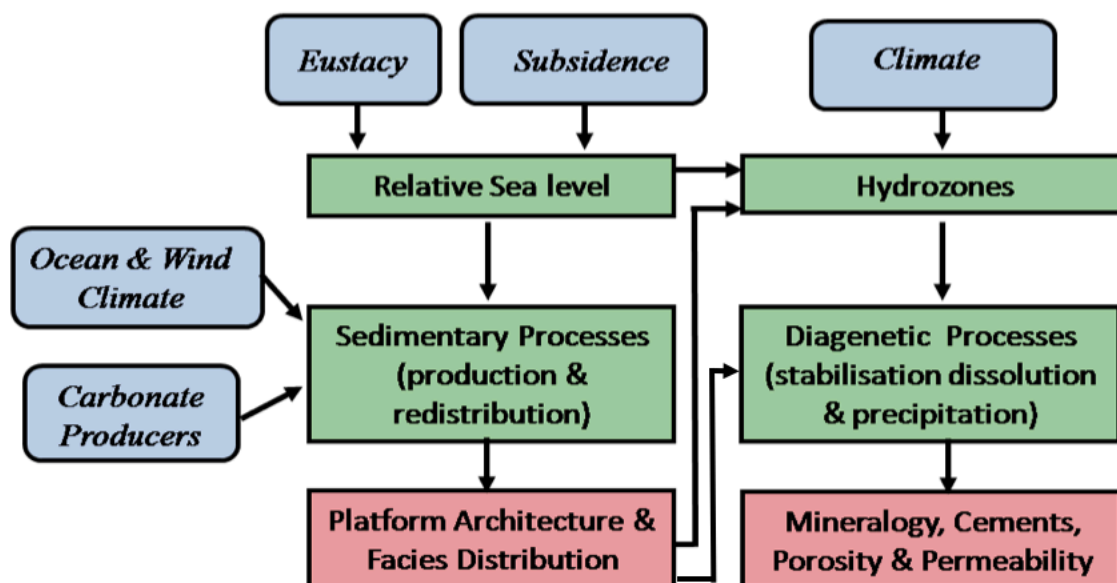 Eustacy
Subsidence
Climate
Relative Sea level
Hydrozones
Ocean & Wind
Climate
Sedimentary Processes
(production &
redistribution)
Diagenetic Processes
(stabilisation dissolution
& precipitation)
Carbonate
Producers
Platform Architecture &
Facies Distribution
Mineralogy, Cements,
Porosity & Permeability